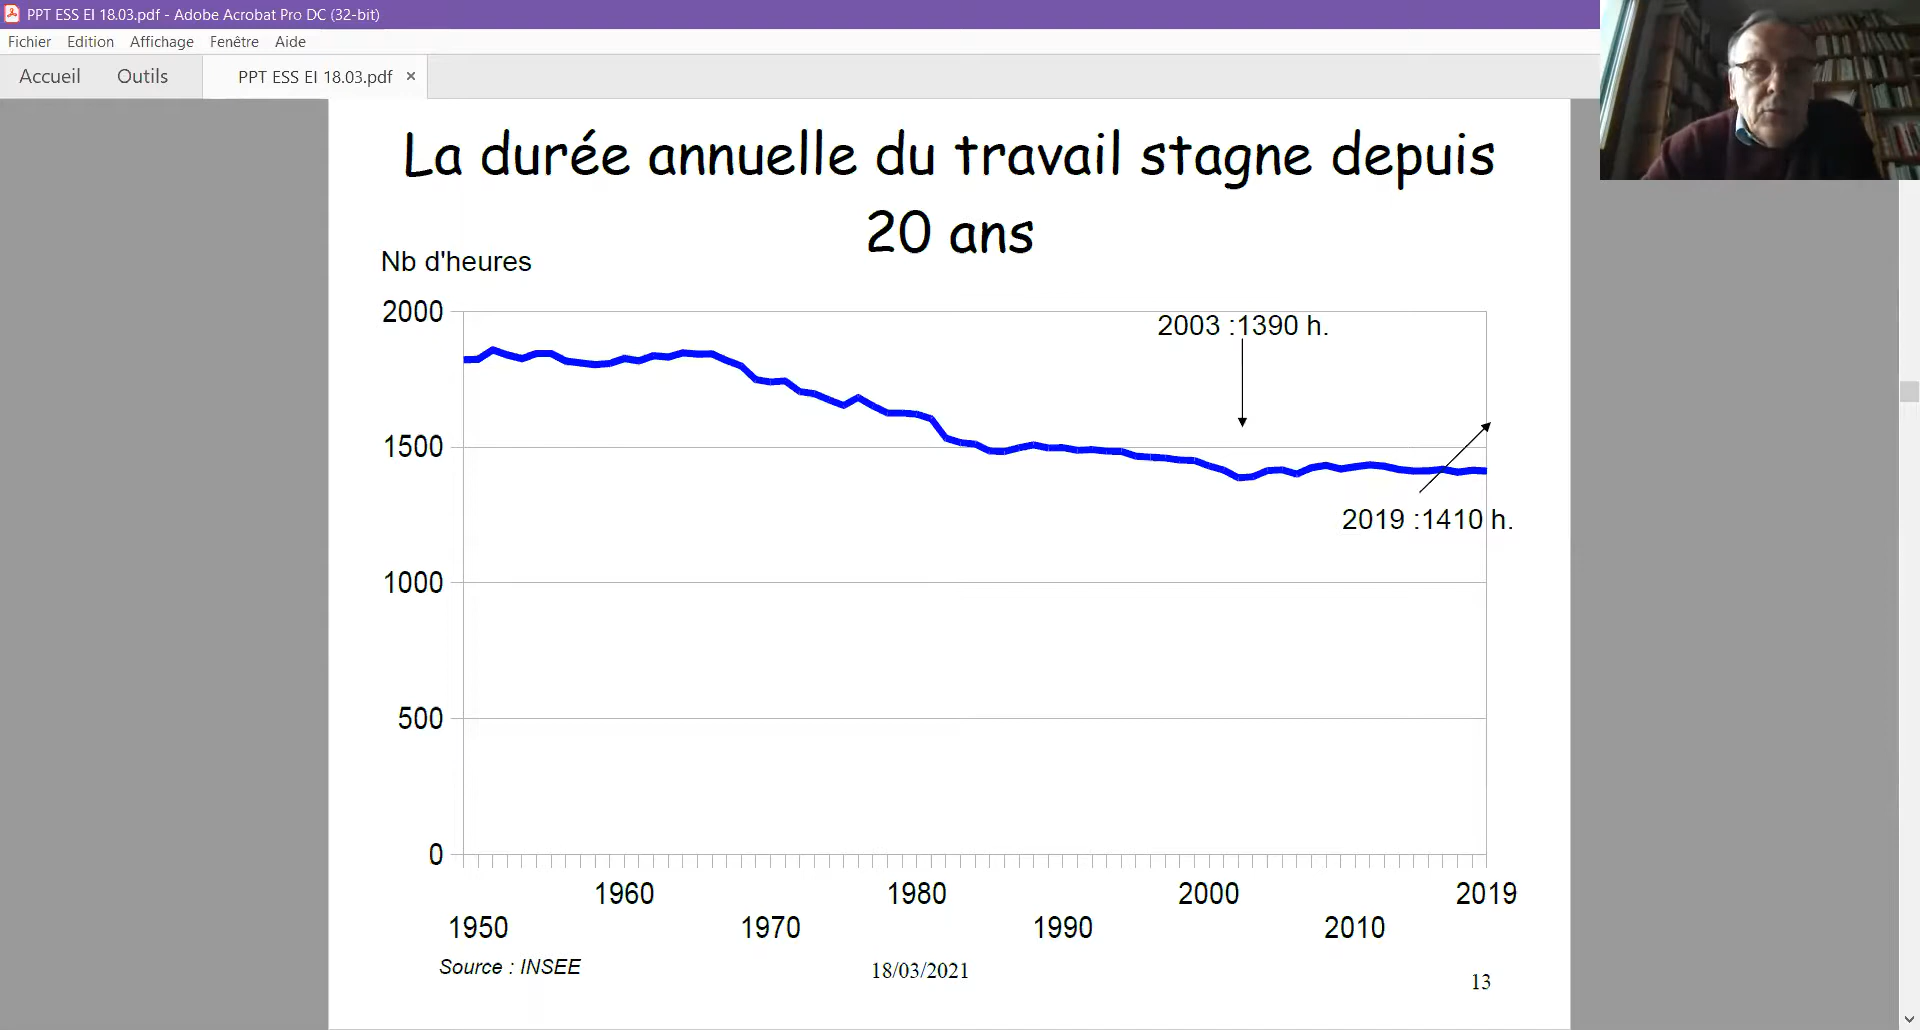 PPT ESS EI 18.03.pdf - Adobe Acrobat Pro DC (32-bit)
Fichier Edition Affichage Fenêtre Aide
Accueil Outils PPT ESS EI 18.03.pdf ×
La durée annuelle du travail stagne depuis
20 ans
Nb d'heures
2000
2003 :1390 h.
1500
2019 :1410 h.
1000
500
0
1960 1980 2000 2019
1950 1970 1990 2010
Source : INSEE 18/03/2021
13